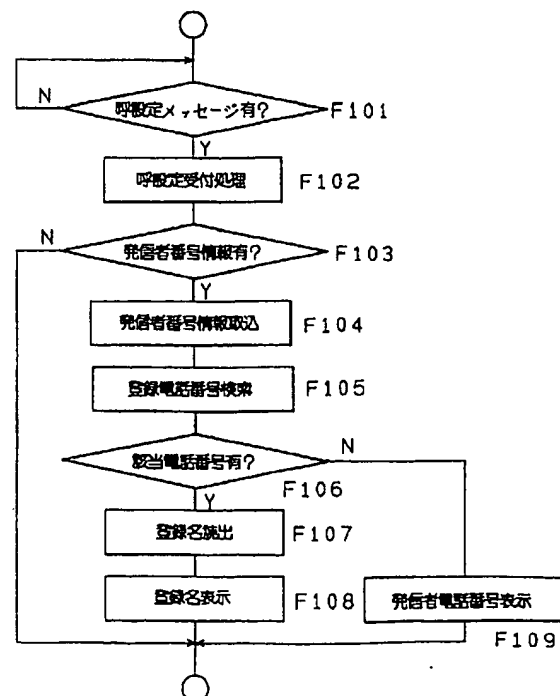 N
呼設定メッセージ有?
F101
Y
呼設定受付処理
F102
N
発信者番号情報有?
F103
Y
発信者番号情報取込
F104
登録電話番号検索
F105
該当電話番号有?
N
F106
Y
登録名読出
F107
登録名表示
F108
発信者電話番号表示
F109